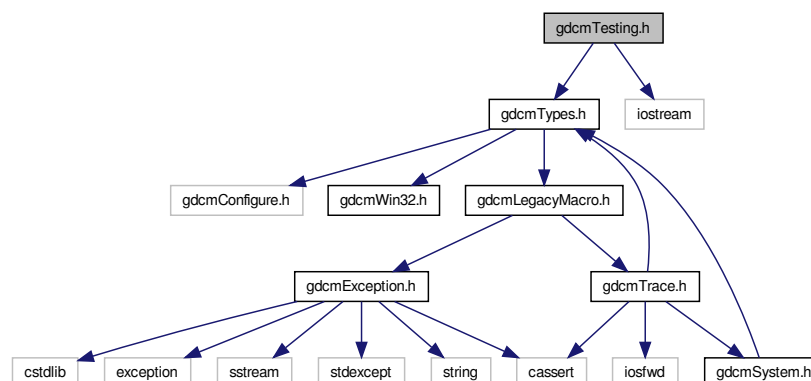 gdcmTesting.h
gdcmTypes.h
iostream
gdcmConfigure.h
gdcmWin32.h
gdcmLegacyMacro.h
gdcmException.h
gdcmTrace.h
cstdlib
exception
sstream
stdexcept
string
cassert
iosfwd
gdcmSystem.h